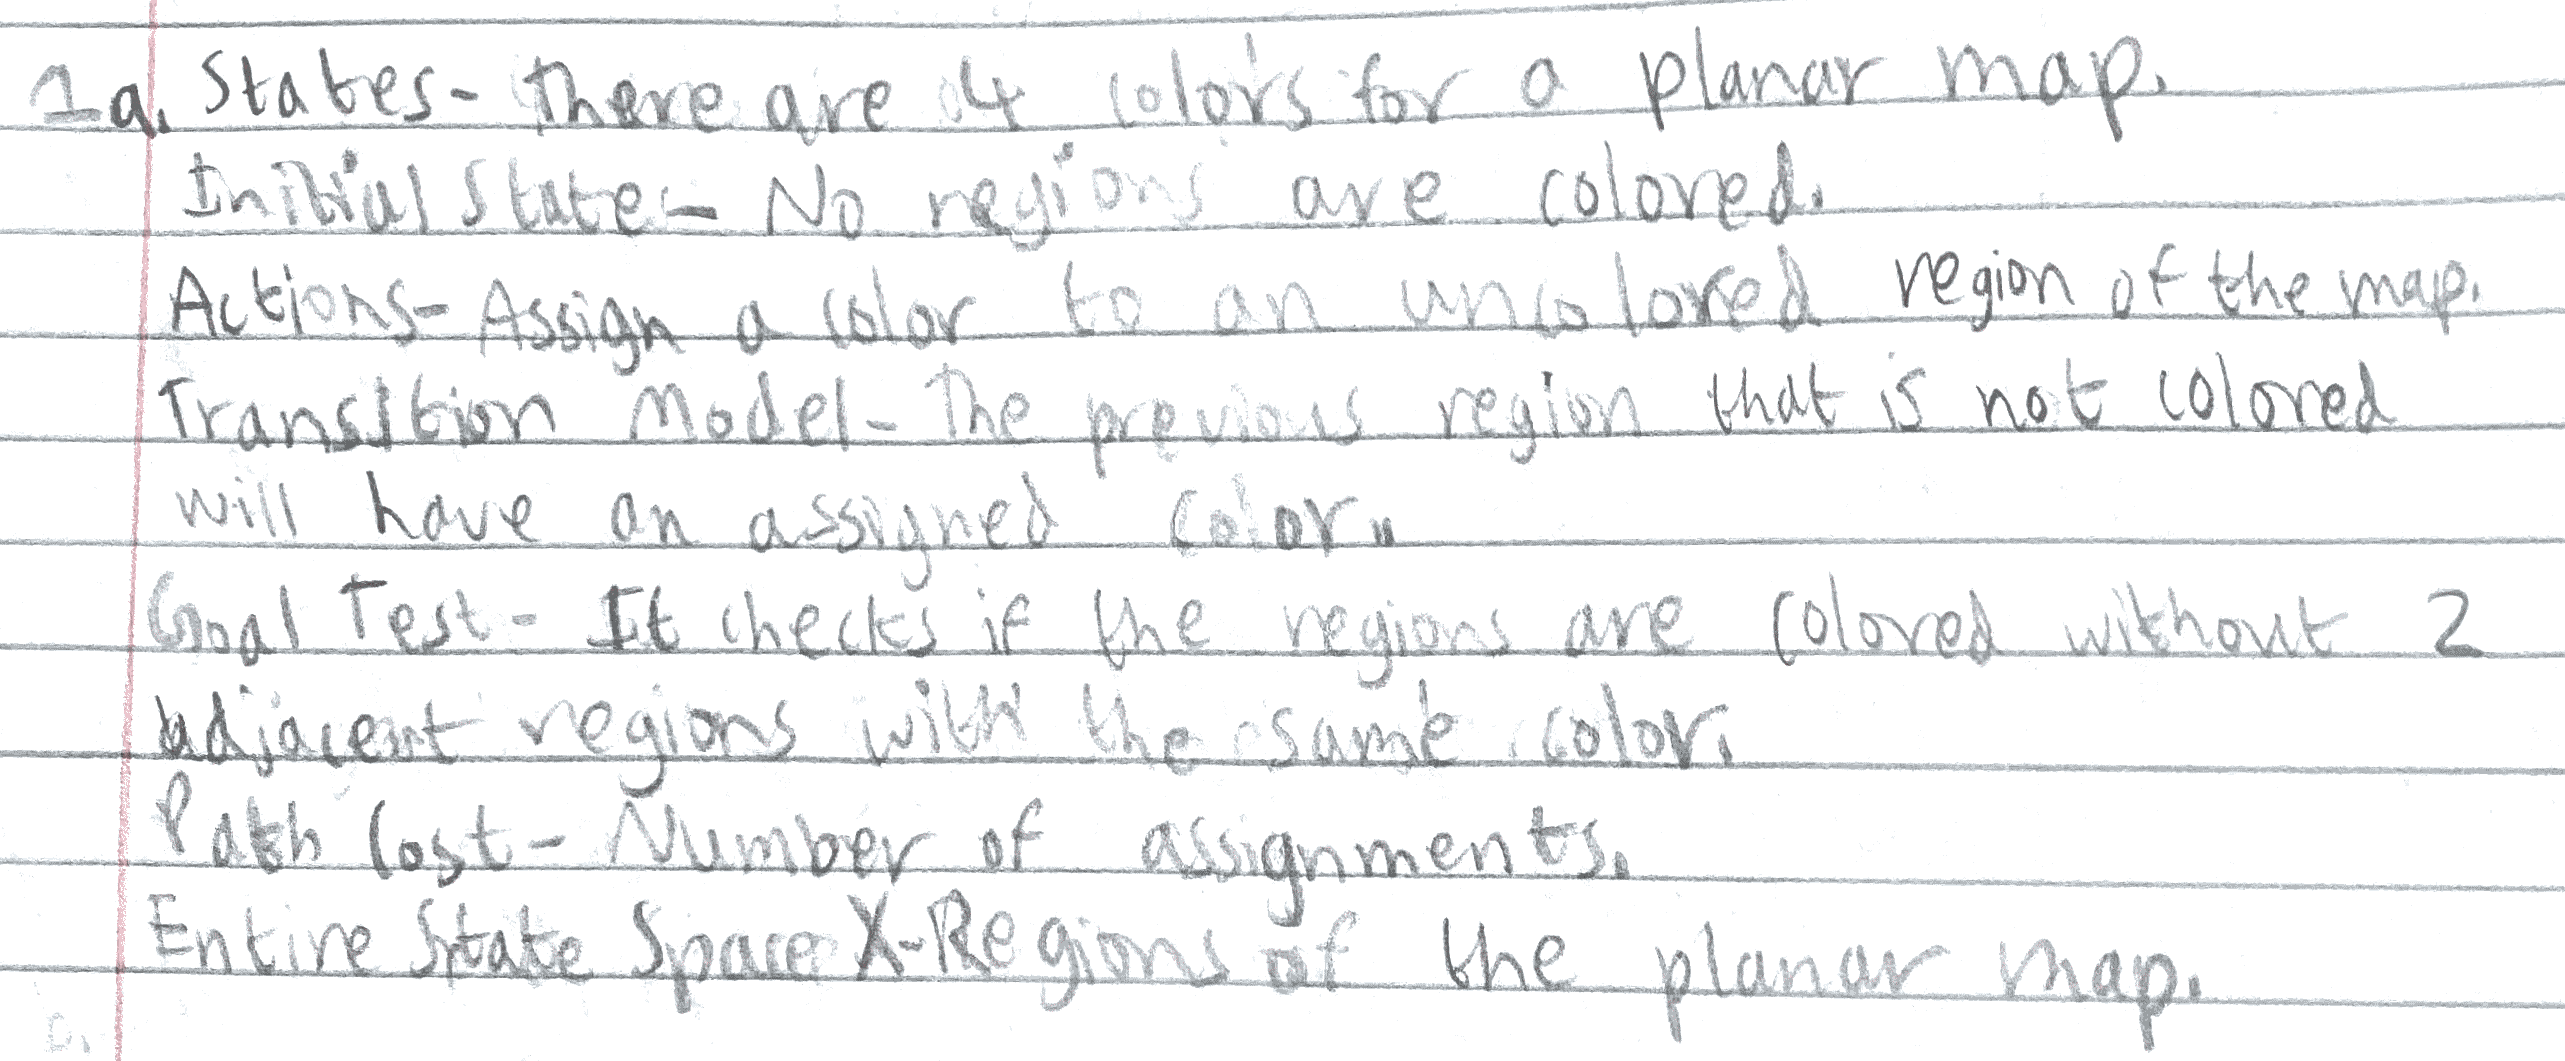 1a. States- There are 4 colors for a planar map.
Initial State- No regions are colored.
Actions- Assign a color to an uncolored region of the map.
Transition Model- The previous region that is not colored
will have an assigned color.
Goal Test- It checks if the regions are colored without 2
adjacent regions with the same color.
Path Cost- Number of assignments.
Entire State Space X-Regions of the planar map.